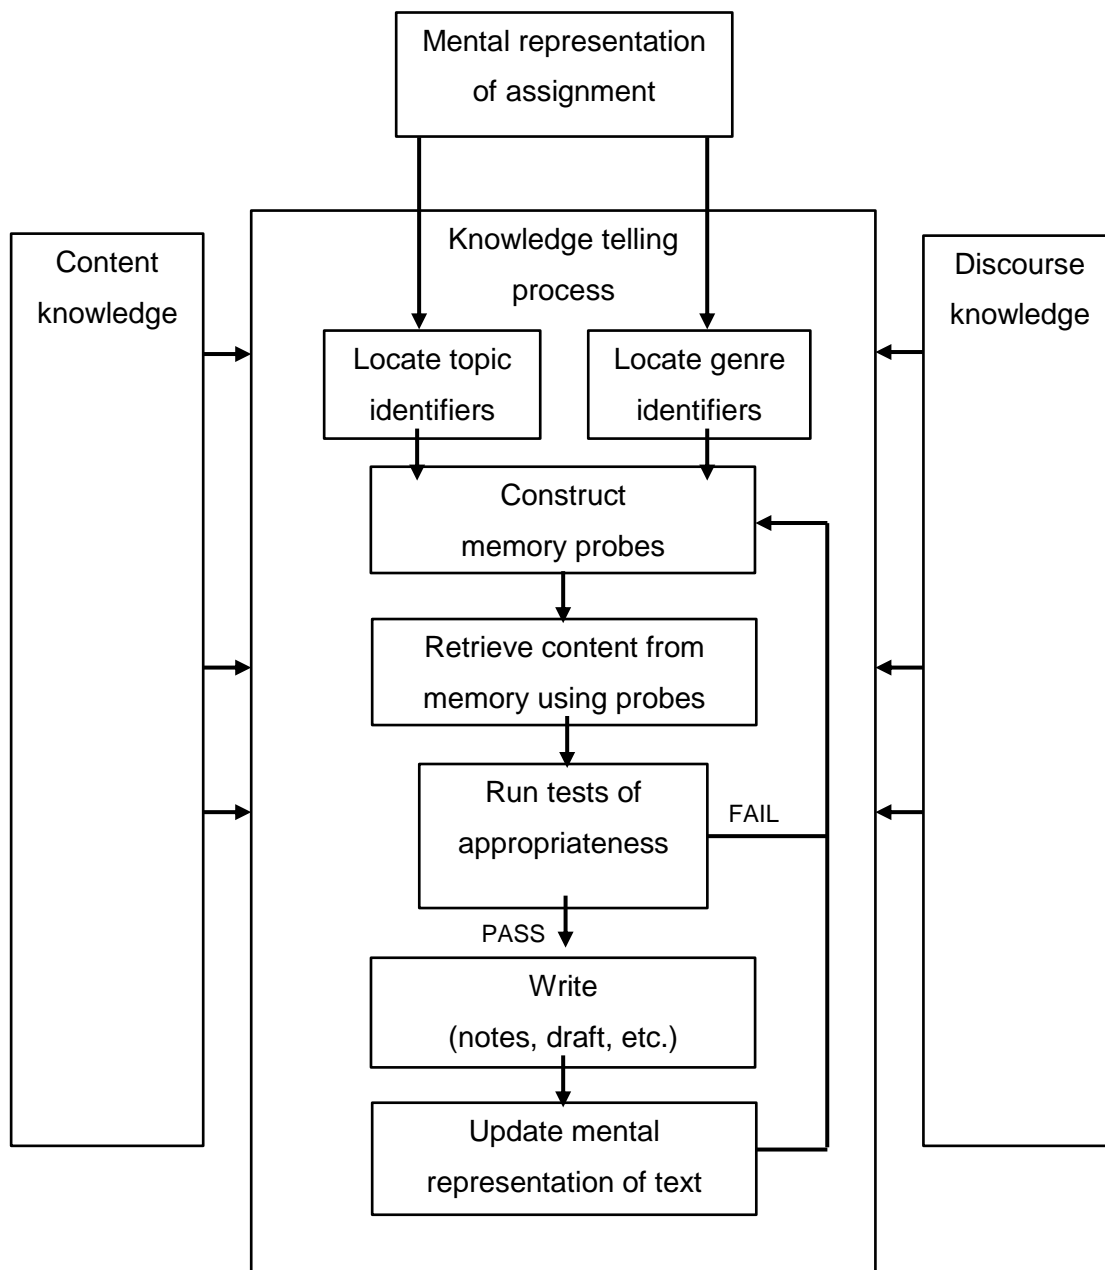 Mental representation
of assignment
Knowledge telling
process
Content
knowledge
Discourse
knowledge
Locate topic
identifiers
Locate genre
identifiers
Construct
memory probes
Retrieve content from
memory using probes
Run tests of
appropriateness
FAIL
PASS
Write
(notes, draft, etc.)
Update mental
representation of text